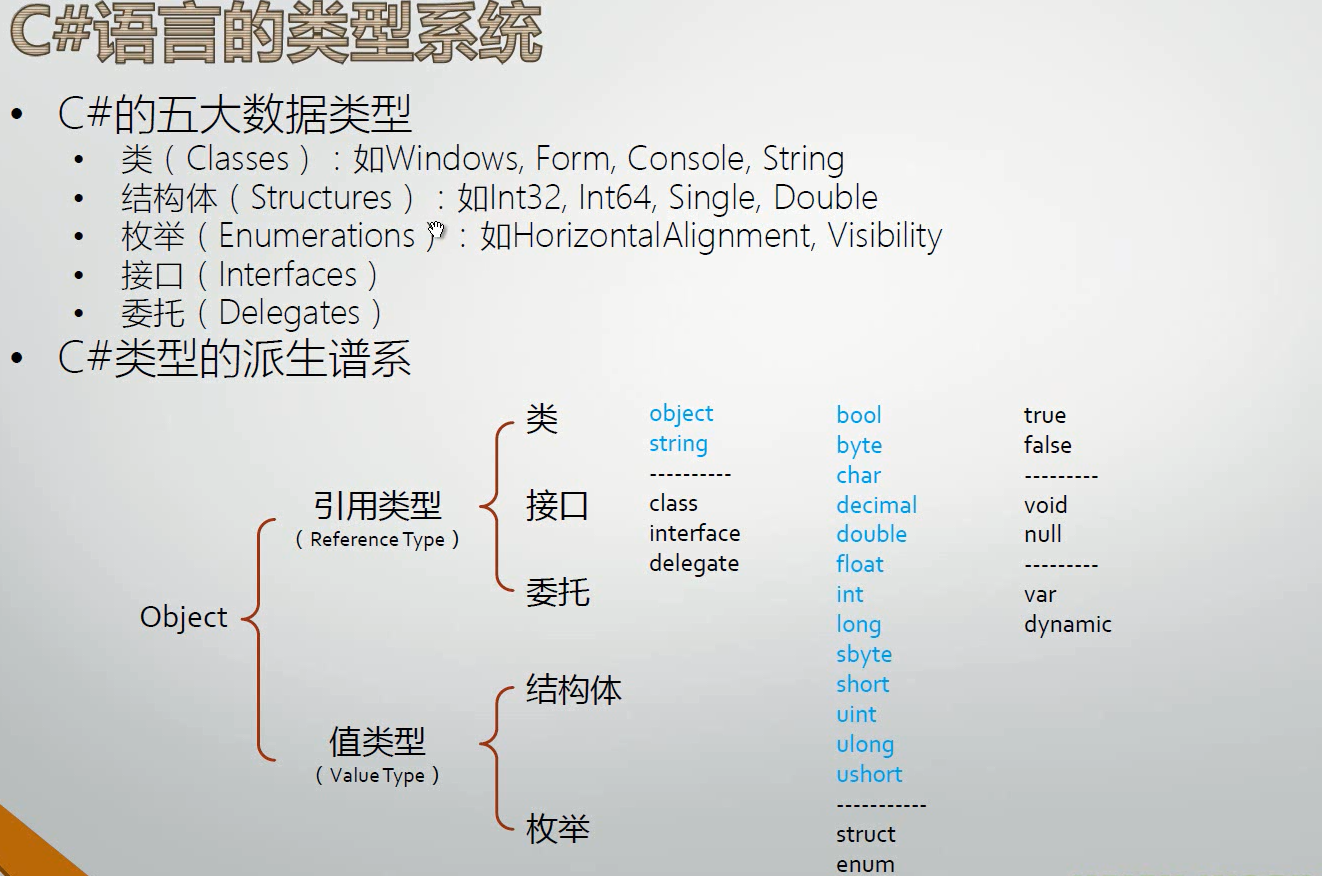 C#语言的类型系统
• C#的五大数据类型
• 类（Classes）：如Windows, Form, Console, String
• 结构体（Structures）：如Int32, Int64, Single, Double
• 枚举（Enumerations）：如HorizontalAlignment, Visibility
• 接口（Interfaces）
• 委托（Delegates）
• C#类型的派生谱系
Object
引用类型
（Reference Type）
值类型
（Value Type）
类
接口
委托
结构体
枚举
object
string
----------
class
interface
delegate
bool
byte
char
decimal
double
float
int
long
sbyte
short
uint
ulong
ushort
-----------
struct
enum
true
false
---------
void
null
---------
var
dynamic